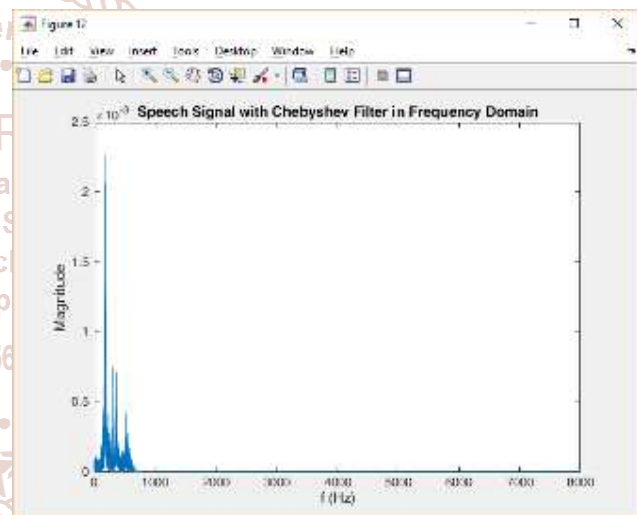 Figure 12
File Edit View Insert Tools Desktop Window Help
× 10⁻³ Speech Signal with Chebyshev Filter in Frequency Domain
2.5
2
1.5
1
0.5
0
Magnitude
0 1000 2000 3000 4000 5000 6000 7000 8000
f (Hz)